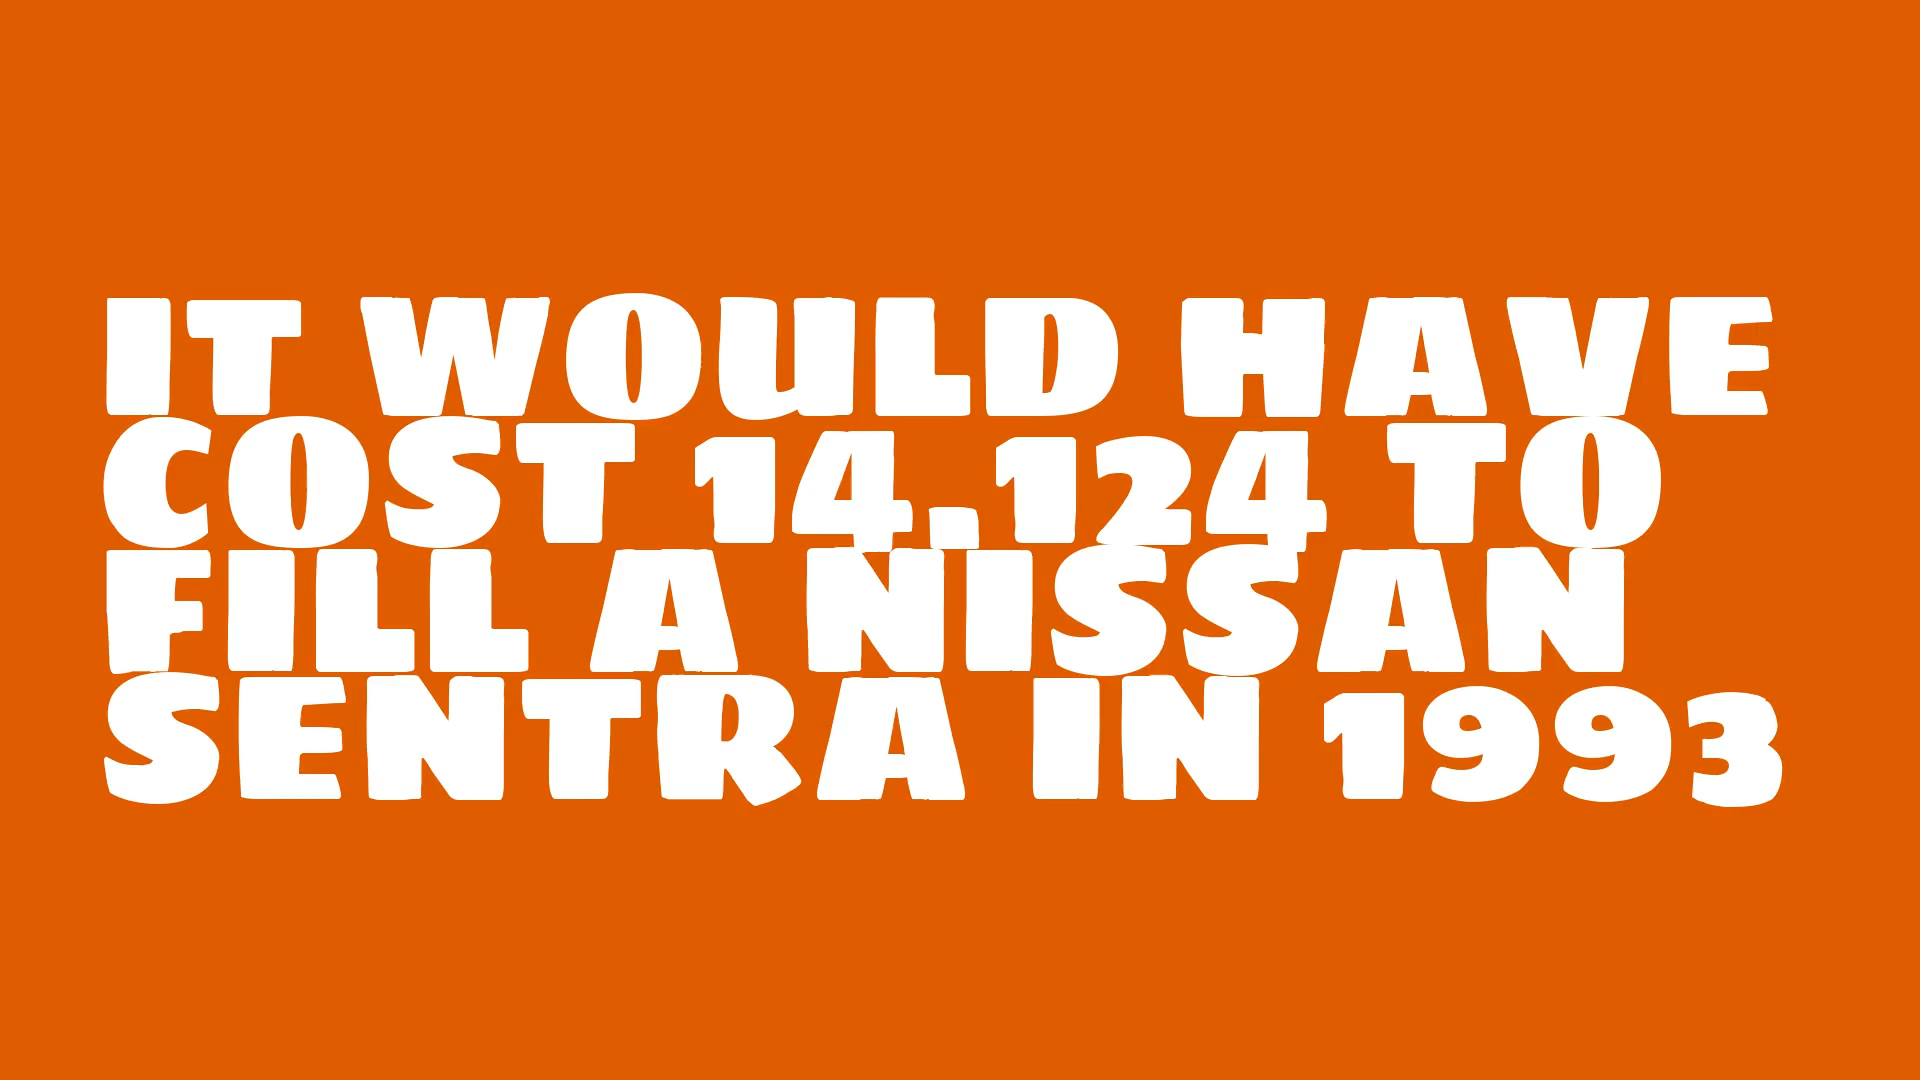 IT WOULD HAVE
COST 14.124 TO
FILL A NISSAN
SENTRA IN 1993